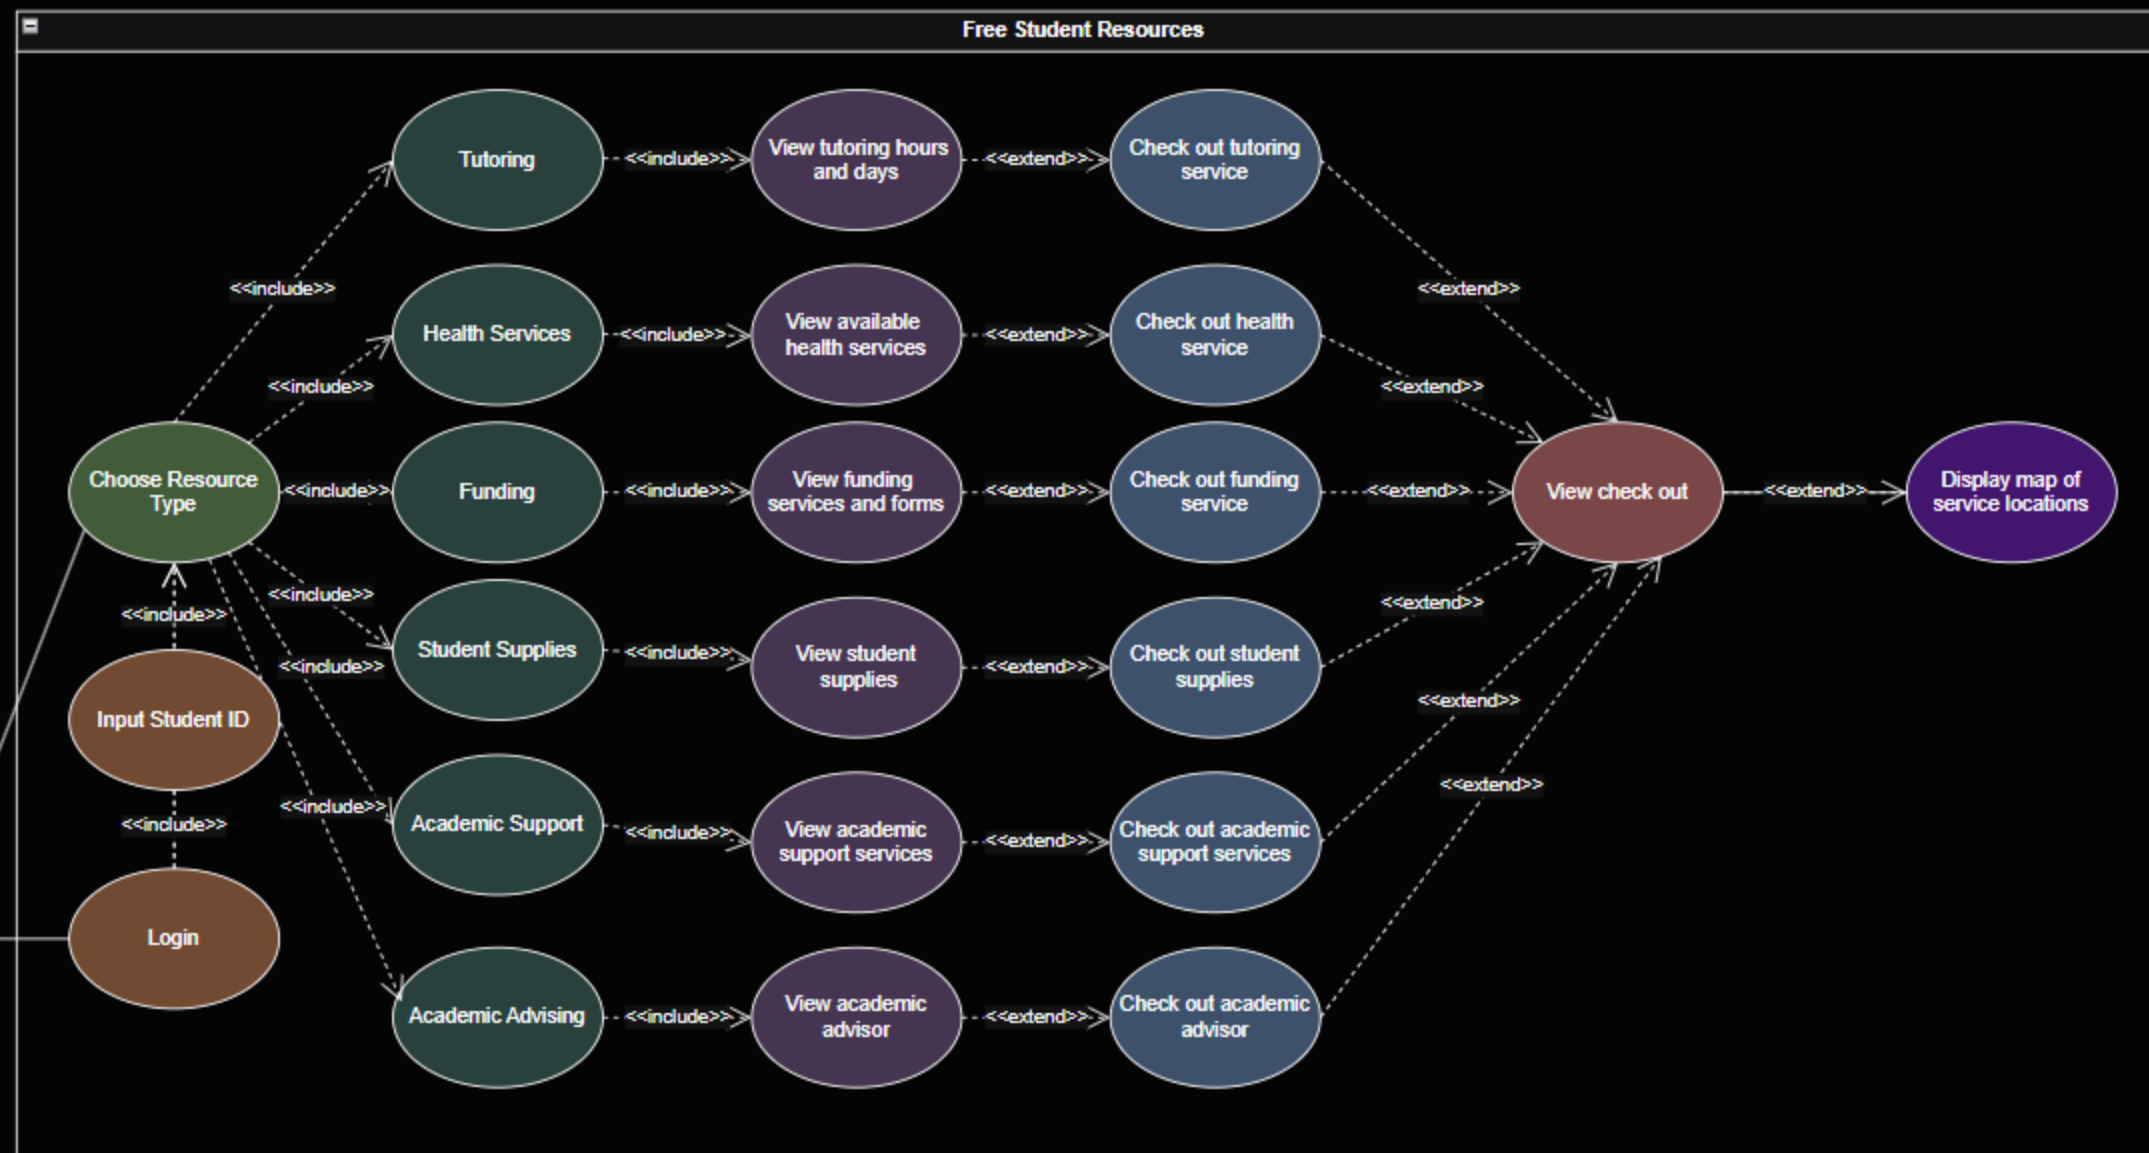 Free Student Resources
Tutoring
<<include>>
View tutoring hours
and days
<<extend>>
Check out tutoring
service
<<include>>
<<extend>>
Health Services
<<include>>
View available
health services
<<extend>>
Check out health
service
<<include>>
<<extend>>
Choose Resource
Type
<<include>>
Funding
<<include>>
View funding
services and forms
<<extend>>
Check out funding
service
<<extend>>
View check out
<<extend>>
Display map of
service locations
<<include>>
<<include>>
<<extend>>
Student Supplies
<<include>>
View student
supplies
<<extend>>
Check out student
supplies
<<include>>
Input Student ID
<<extend>>
<<extend>>
<<include>>
<<include>>
Academic Support
<<include>>
View academic
support services
<<extend>>
Check out academic
support services
Login
Academic Advising
<<include>>
View academic
advisor
<<extend>>
Check out academic
advisor